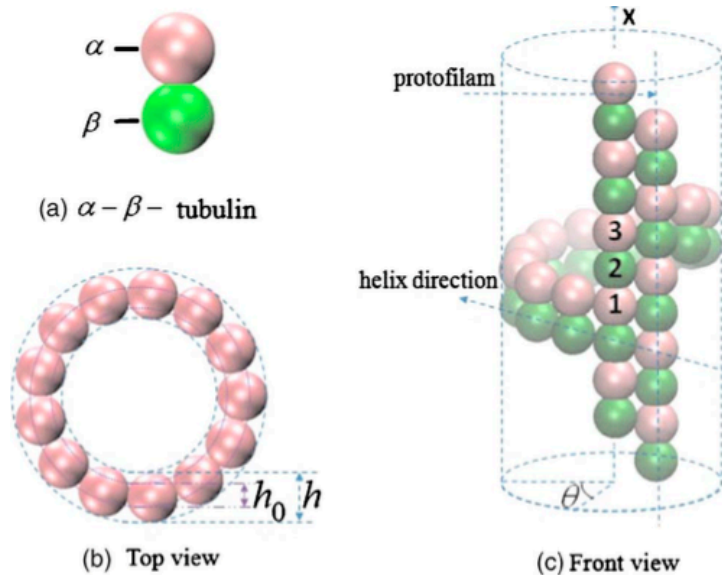 α
β
(a) α − β − tubulin
h₀ h
(b) Top view
x
protofilam
3
2
helix direction
1
θ
(c) Front view